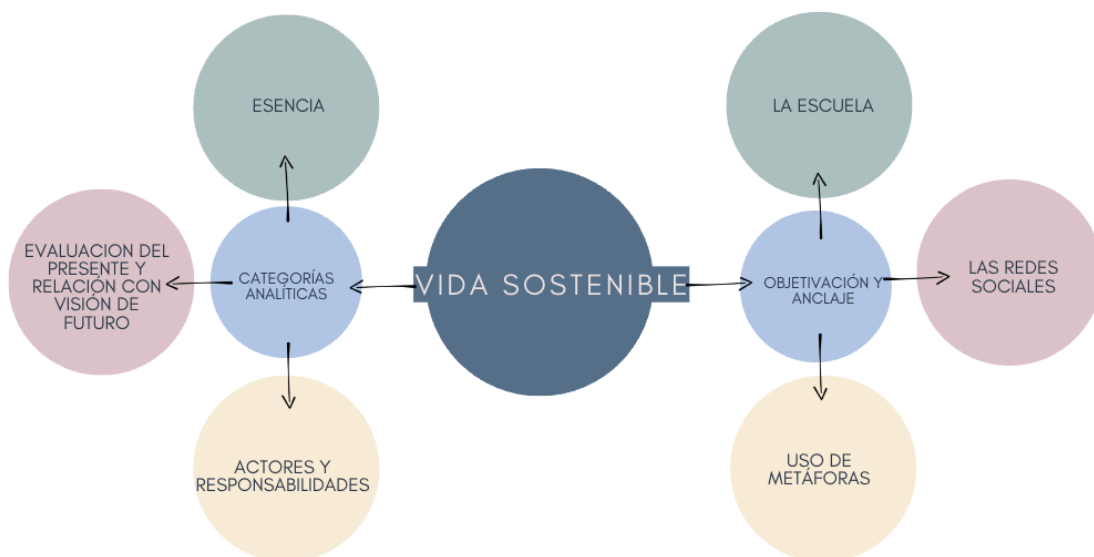 ESENCIA
LA ESCUELA
EVALUACION DEL
PRESENTE Y
RELACIÓN CON
VISIÓN DE
FUTURO
CATEGORÍAS
ANALÍTICAS
VIDA SOSTENIBLE
OBJETIVACIÓN Y
ANCLAJE
LAS REDES
SOCIALES
ACTORES Y
RESPONSABILIDADES
USO DE
METÁFORAS